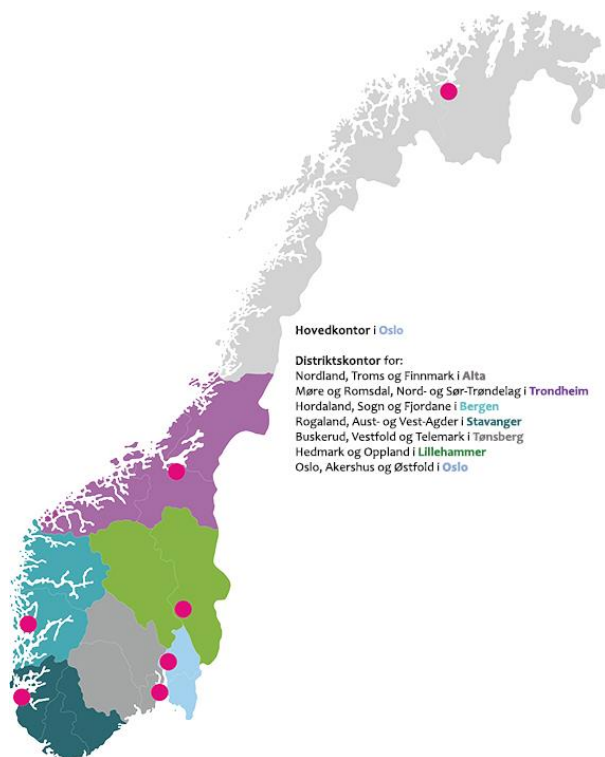 Hovedkontor i Oslo
Distriktskontor for:
Nordland, Troms og Finnmark i Alta
Møre og Romsdal, Nord- og Sør-Trøndelag i Trondheim
Hordaland, Sogn og Fjordane i Bergen
Rogaland, Aust- og Vest-Agder i Stavanger
Buskerud, Vestfold og Telemark i Tønsberg
Hedmark og Oppland i Lillehammer
Oslo, Akershus og Østfold i Oslo